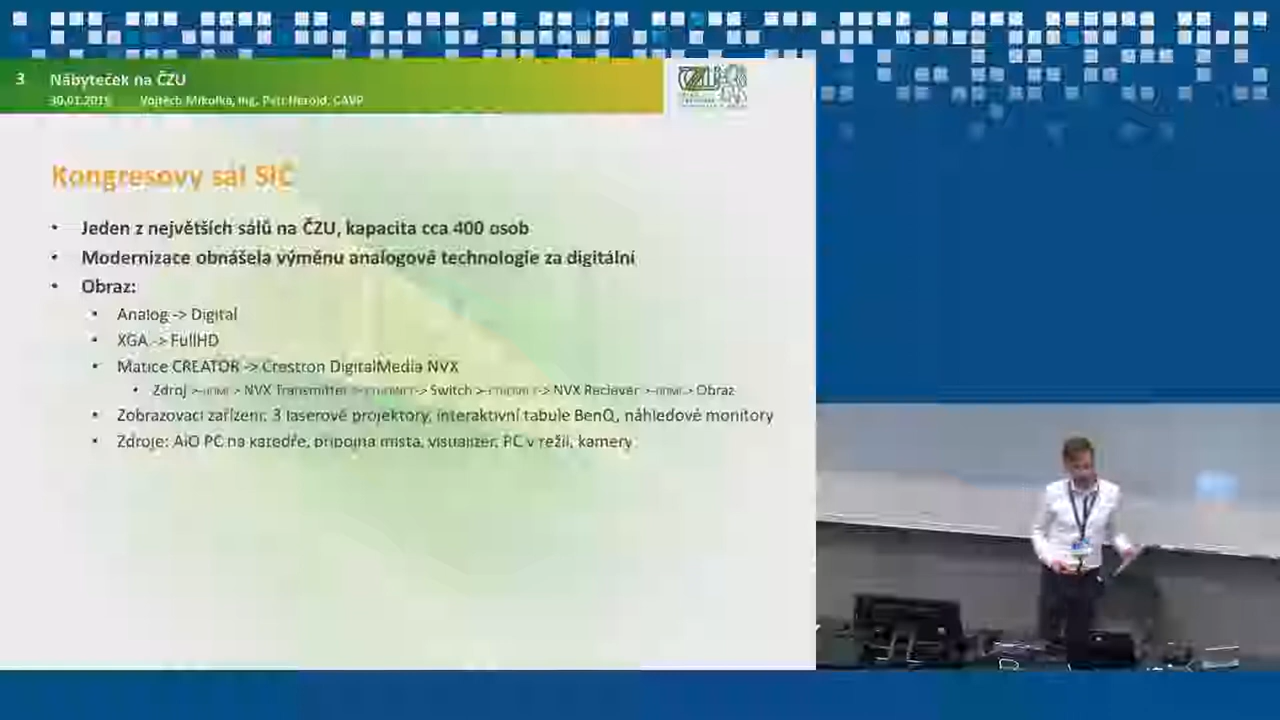 3 Nábyteček na ČZU
30.01.2019 Vojtěch Mikolka, Ing. Petr Herold, CAVP
Kongresový sál SIC
• Jeden z největších sálů na ČZU, kapacita cca 400 osob
• Modernizace obnášela výměnu analogové technologie za digitální
• Obraz:
• Analog -> Digital
• XGA -> FullHD
• Matice CREATOR -> Crestron DigitalMedia NVX
• Zdroj >-HDMI-> NVX Transmitter >-ETHERNET-> Switch >-ETHERNET-> NVX Reciever >-HDMI-> Obraz
• Zobrazovací zařízení: 3 laserové projektory, interaktivní tabule BenQ, náhledové monitory
• Zdroje: AiO PC na katedře, přípojná místa, visualizer, PC v režii, kamery